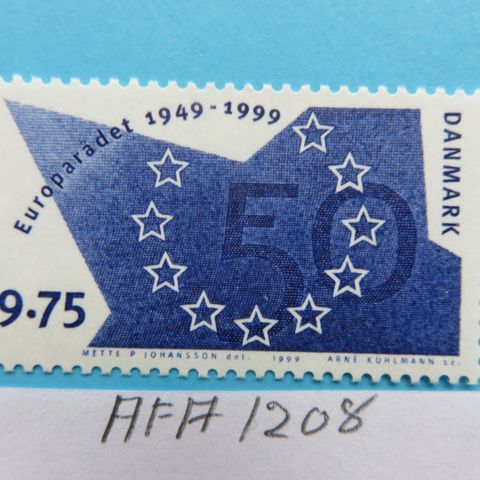 Europarådet 1949-1999
DANMARK
50
9.75
METTE P JOHANSSON del. 1999 ARNE KÜHLMANN sc.
AFA 1208